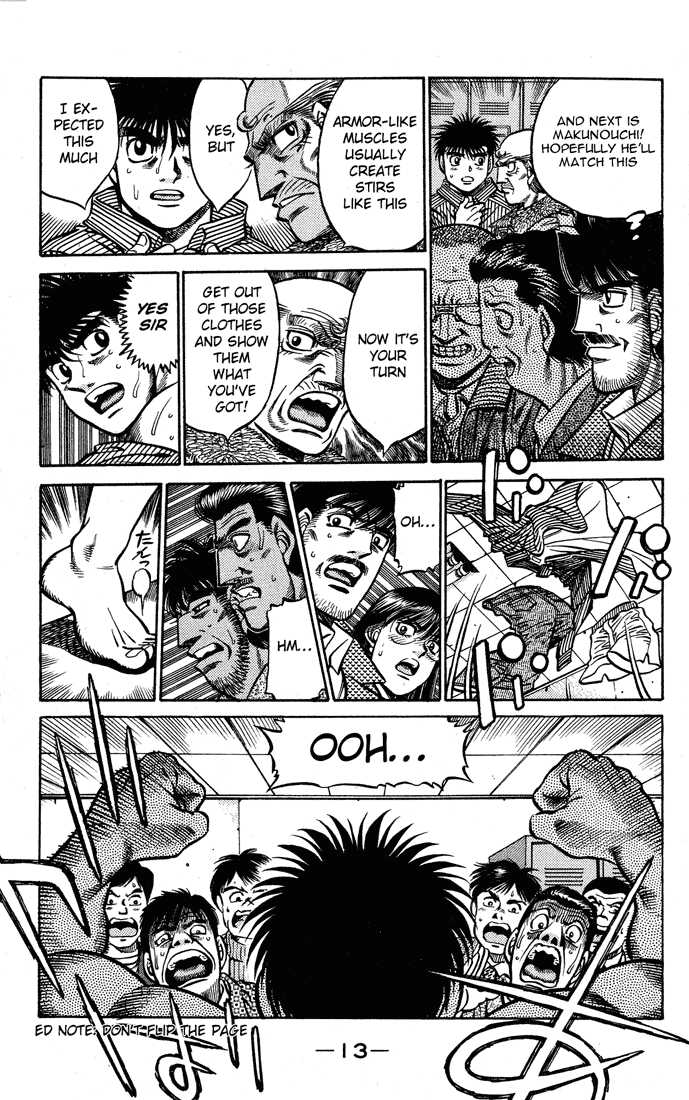 AND NEXT IS
MAKUNOUCHI!
HOPEFULLY HE'LL
MATCH THIS
ARMOR-LIKE
MUSCLES
USUALLY
CREATE
STIRS
LIKE THIS
YES,
BUT
I EX-
PECTED
THIS
MUCH
NOW IT'S
YOUR
TURN
GET OUT
OF THOSE
CLOTHES
AND SHOW
THEM
WHAT
YOU'VE
GOT!
YES
SIR
OH...
HM...
OOH...
ED NOTE: DON'T FLIP THE PAGE
—13—